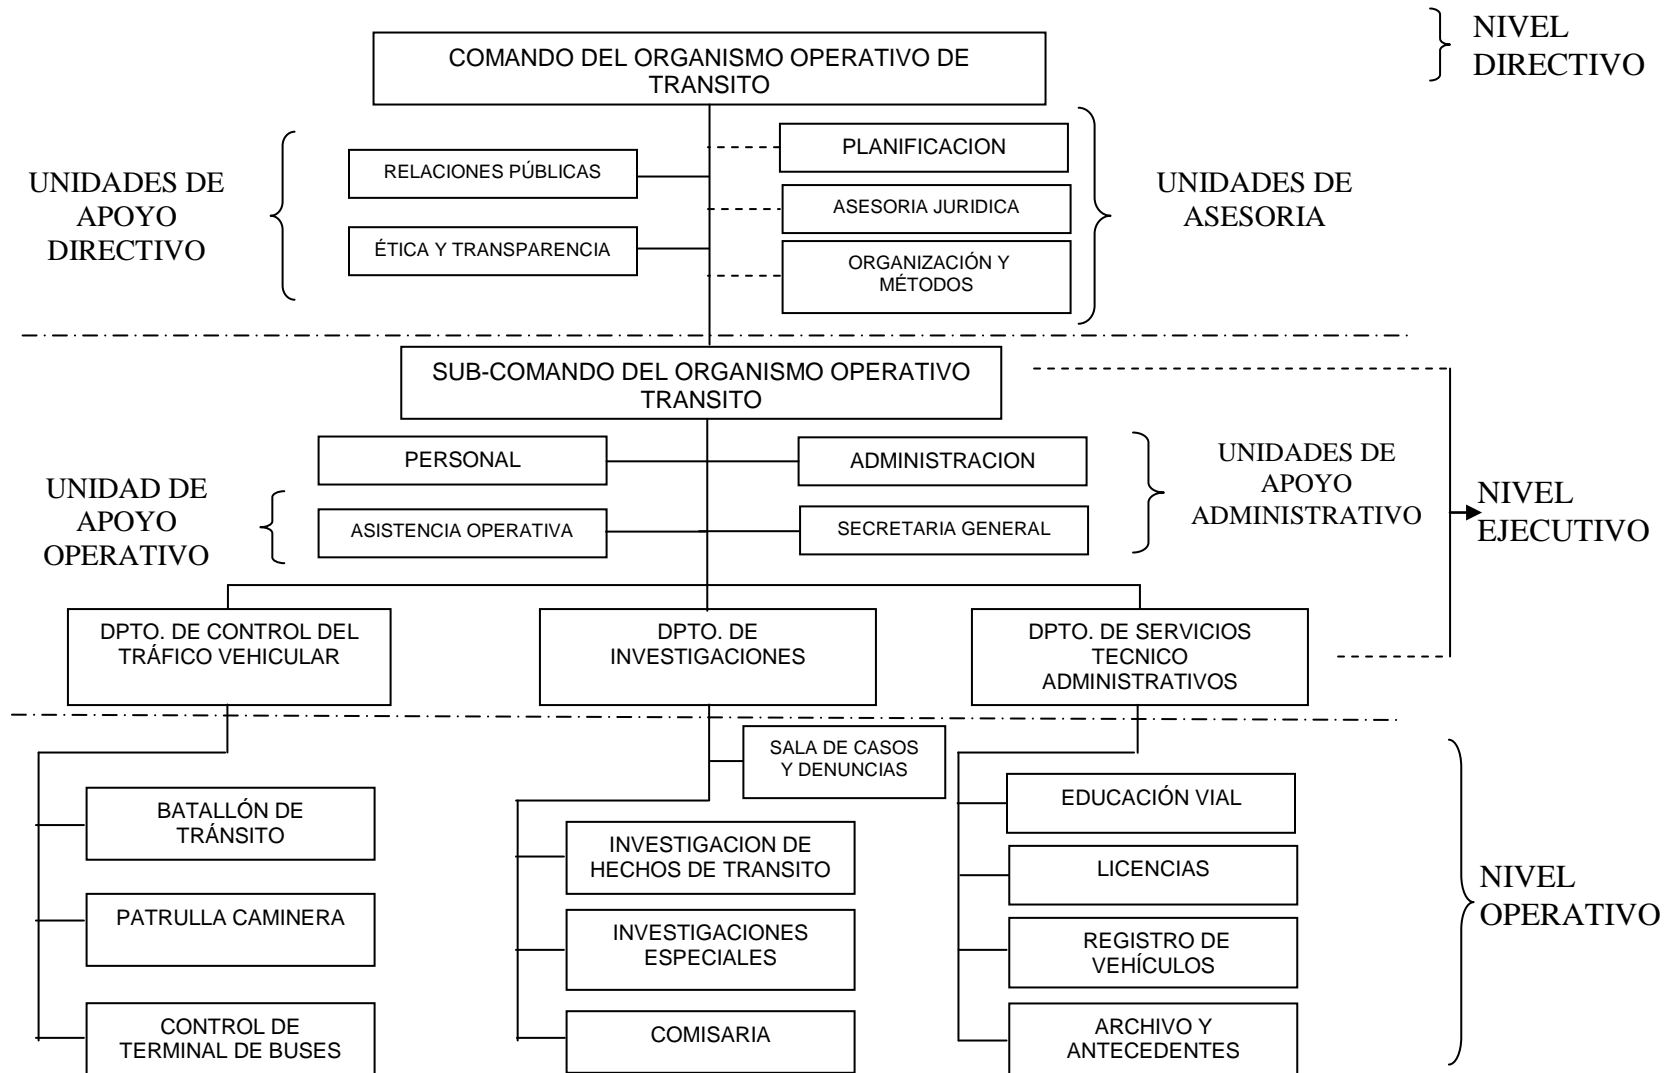 NIVEL
DIRECTIVO
COMANDO DEL ORGANISMO OPERATIVO DE
TRANSITO
UNIDADES DE
APOYO
DIRECTIVO
RELACIONES PÚBLICAS
ÉTICA Y TRANSPARENCIA
PLANIFICACION
ASESORIA JURIDICA
ORGANIZACIÓN Y
MÉTODOS
UNIDADES DE
ASESORIA
SUB-COMANDO DEL ORGANISMO OPERATIVO
TRANSITO
PERSONAL
ADMINISTRACION
UNIDAD DE
APOYO
OPERATIVO
ASISTENCIA OPERATIVA
SECRETARIA GENERAL
UNIDADES DE
APOYO
ADMINISTRATIVO
NIVEL
EJECUTIVO
DPTO. DE CONTROL DEL
TRÁFICO VEHICULAR
DPTO. DE
INVESTIGACIONES
DPTO. DE SERVICIOS
TECNICO
ADMINISTRATIVOS
BATALLÓN DE
TRÁNSITO
PATRULLA CAMINERA
CONTROL DE
TERMINAL DE BUSES
SALA DE CASOS
Y DENUNCIAS
INVESTIGACION DE
HECHOS DE TRANSITO
INVESTIGACIONES
ESPECIALES
COMISARIA
EDUCACIÓN VIAL
LICENCIAS
REGISTRO DE
VEHÍCULOS
ARCHIVO Y
ANTECEDENTES
NIVEL
OPERATIVO